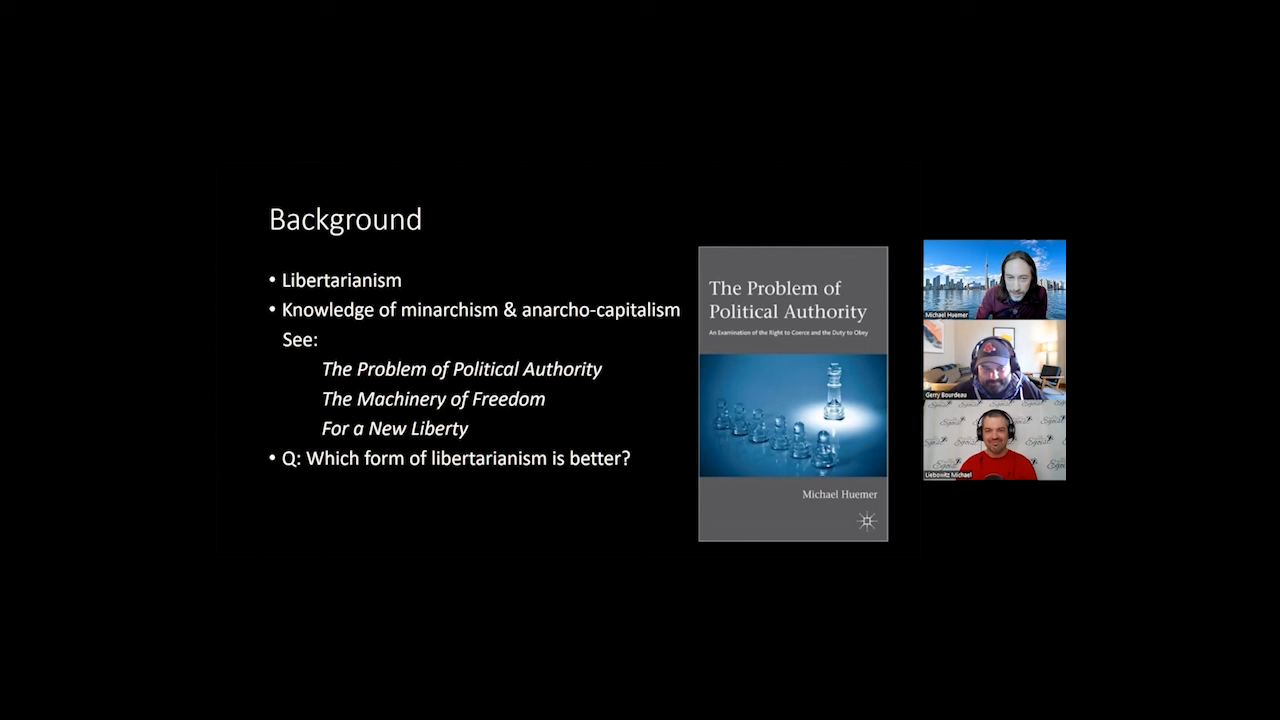 Background
• Libertarianism
• Knowledge of minarchism & anarcho-capitalism
See:
The Problem of Political Authority
The Machinery of Freedom
For a New Liberty
• Q: Which form of libertarianism is better?
The Problem of
Political Authority
An Examination of the Right to Coerce and the Duty to Obey
Michael Huemer
Michael Huemer
Gerry Bourdeau
Liebowitz Michael